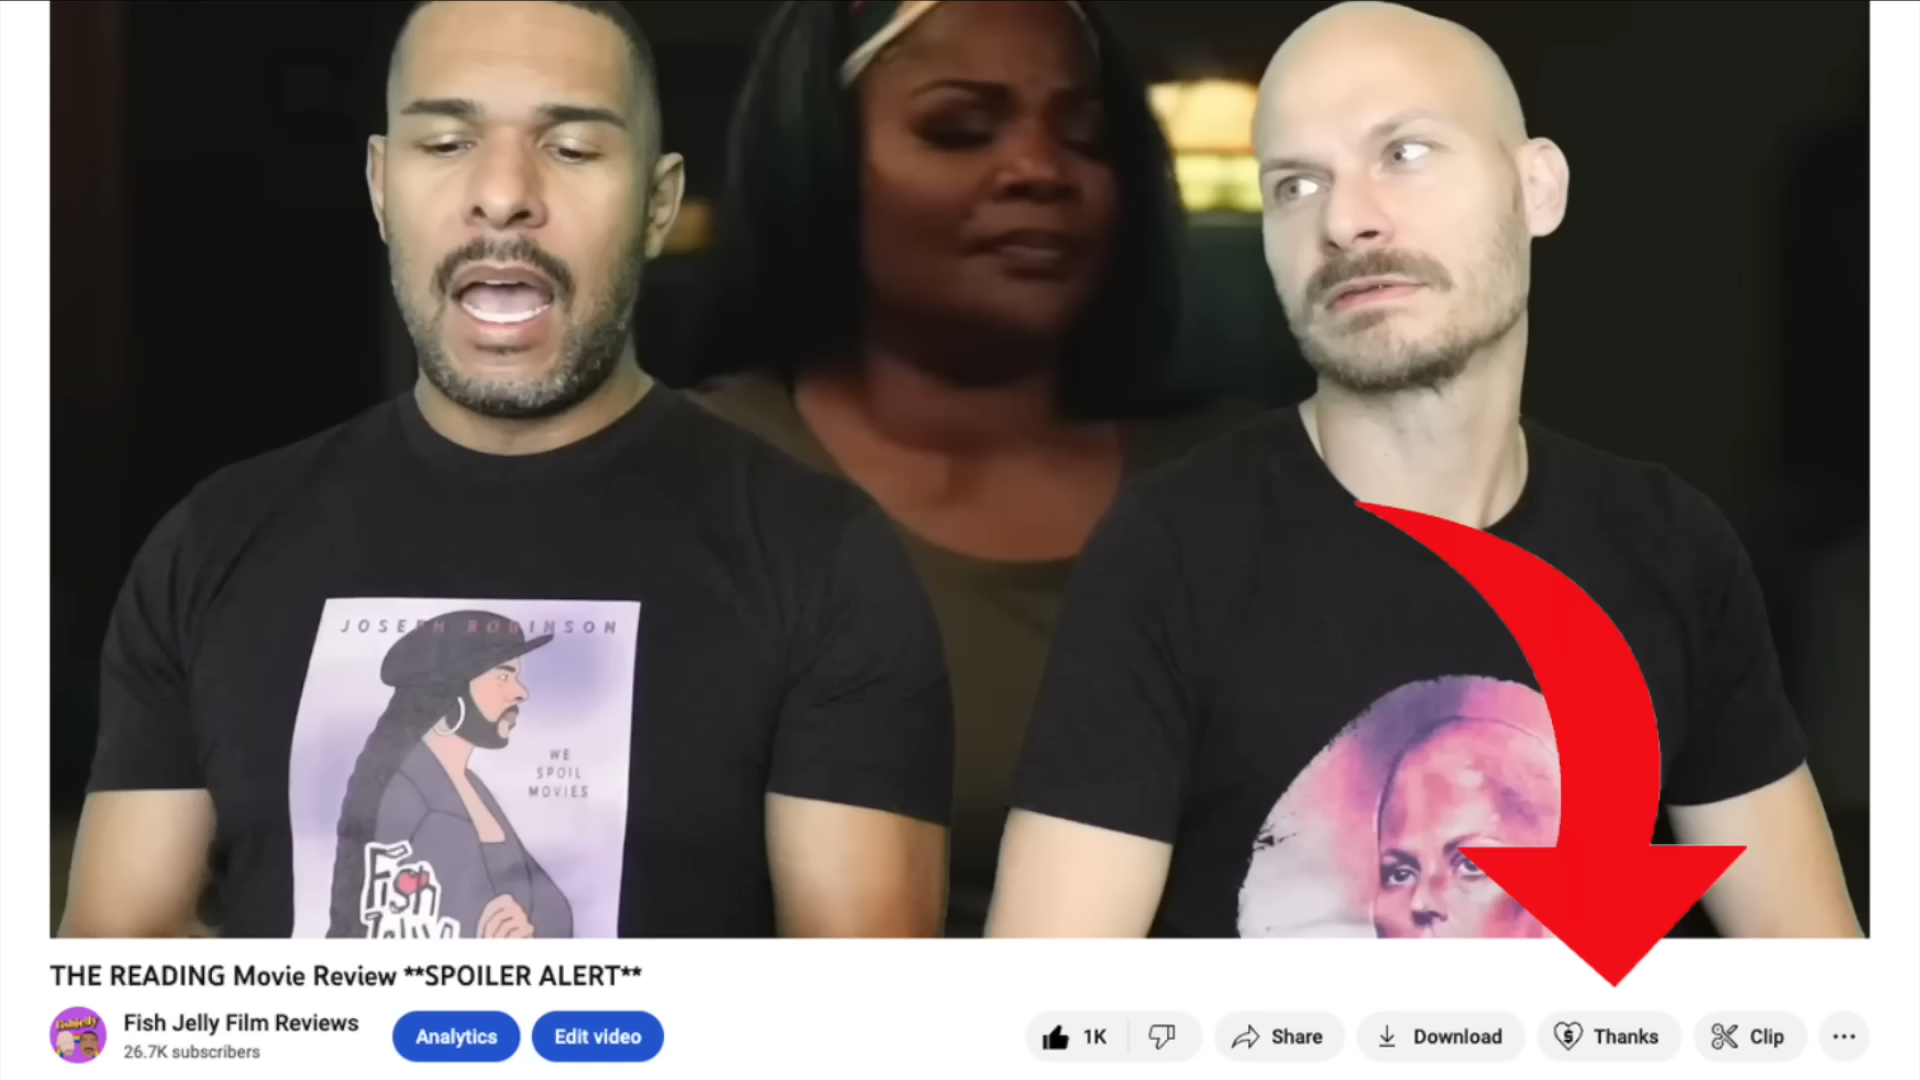 JOSEPH ROBINSON
WE
SPOIL
MOVIES
Fish
Jelly
THE READING Movie Review **SPOILER ALERT**
Fish Jelly Film Reviews
26.7K subscribers
Analytics
Edit video
1K
Share
Download
$ Thanks
Clip